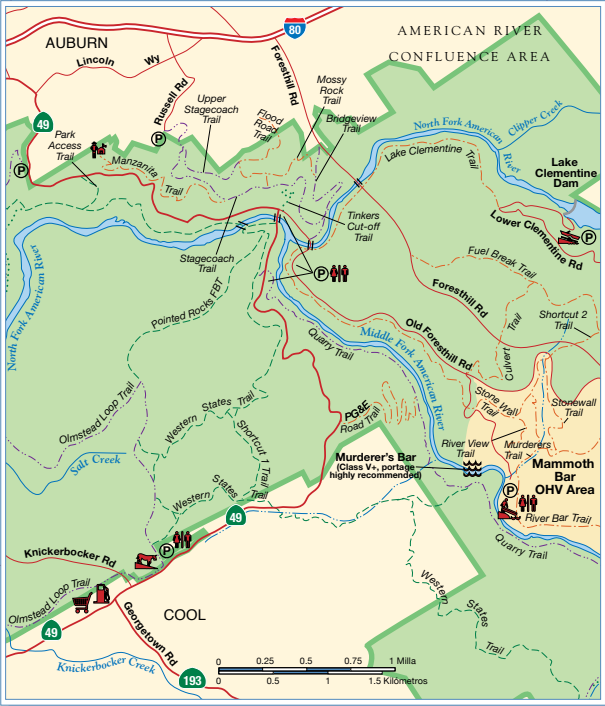 AMERICAN RIVER
CONFLUENCE AREA
80
AUBURN
Lincoln Wy
Russell Rd
Foresthill Rd
49
Park
Access
Trail
P
P
Manzanita
Trail
Upper
Stagecoach
Trail
Flood
Road
Trail
Mossy
Rock
Trail
Bridgeview
Trail
North Fork American
River
Clipper Creek
Lake Clementine Trail
Lake
Clementine
Dam
P
Lower Clementine Rd
Tinkers
Cut-off
Trail
Stagecoach
Trail
P
Fuel Break Trail
Foresthill Rd
North Fork American River
Pointed Rocks FBT
Quarry Trail
Middle Fork American River
Old Foresthill Rd
Culvert Trail
Shortcut 2
Trail
Olmstead Loop Trail
Western States Trail
Shortcut 1 Trail
PG&E
Road Trail
Stone Wall
Trail
Stonewall
Trail
River View
Trail
Murderers
Trail
Murderer's Bar
(Class V+, portage
highly recommended)
Mammoth
Bar
OHV Area
P
River Bar Trail
Quarry Trail
Salt Creek
Western States Trail
49
P
Knickerbocker Rd
Olmstead Loop Trail
49
COOL
Georgetown Rd
193
Knickerbocker Creek
Western States Trail
0 0.25 0.5 0.75 1 Milla
0 0.5 1 1.5 Kilómetros